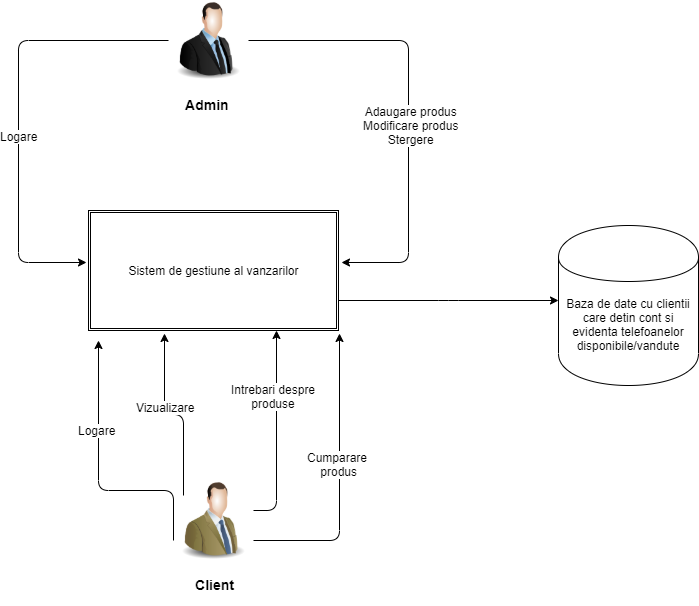 Admin
Logare
Adaugare produs
Modificare produs
Stergere
Sistem de gestiune al vanzarilor
Baza de date cu clientii
care detin cont si
evidenta telefoanelor
disponibile/vandute
Intrebari despre
produse
Vizualizare
Logare
Cumparare
produs
Client